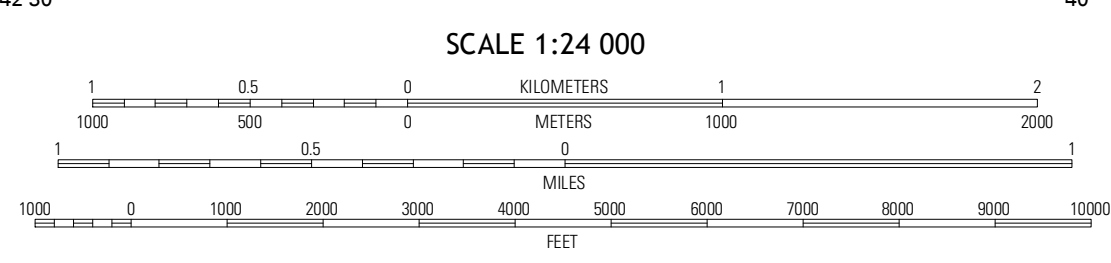 42'30"
40'
SCALE 1:24 000
1 0.5 0 KILOMETERS 1 2
1000 500 0 METERS 1000 2000
1 0.5 0 1
MILES
1000 0 1000 2000 3000 4000 5000 6000 7000 8000 9000 10000
FEET